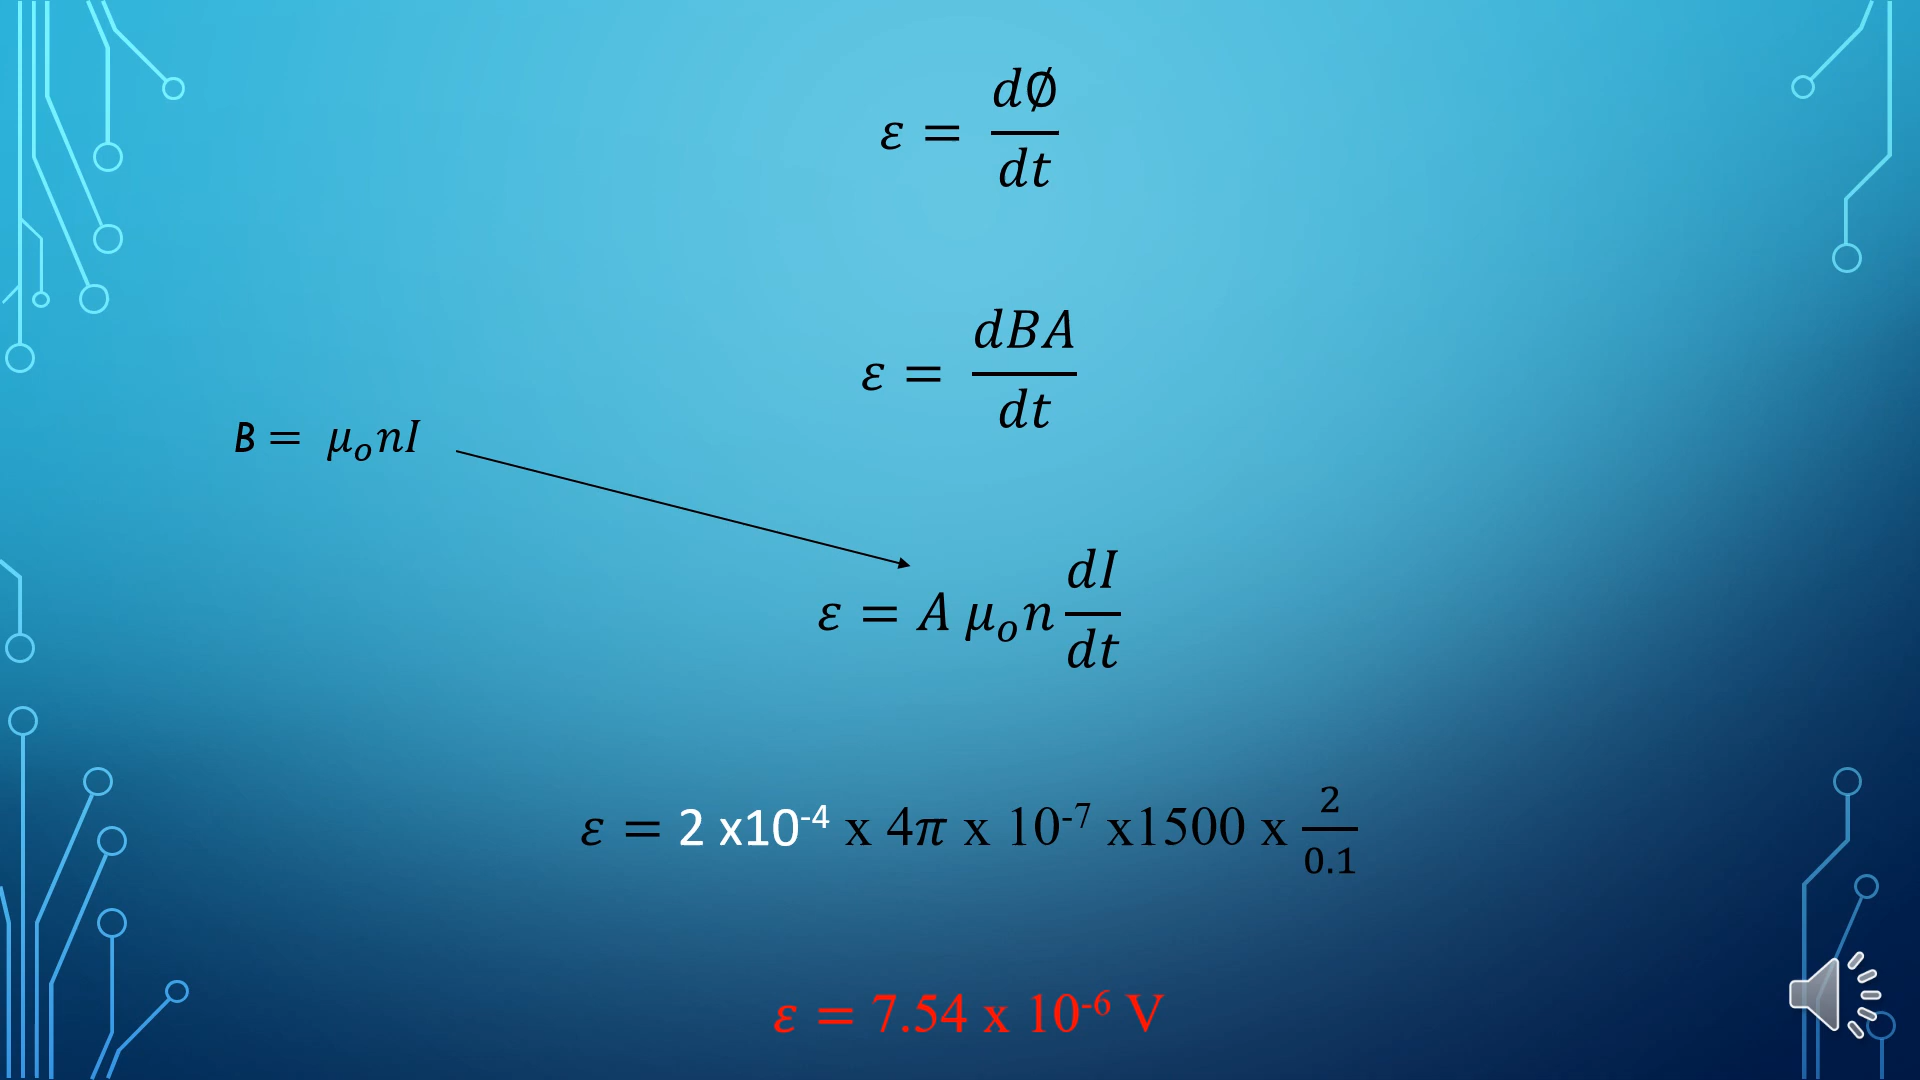 ε = d∅/dt
ε = dBA/dt
B = μₒnI
ε = A μₒn dI/dt
ε = 2 x10⁻⁴ x 4π x 10⁻⁷ x1500 x 2/0.1
ε = 7.54 x 10⁻⁶ V